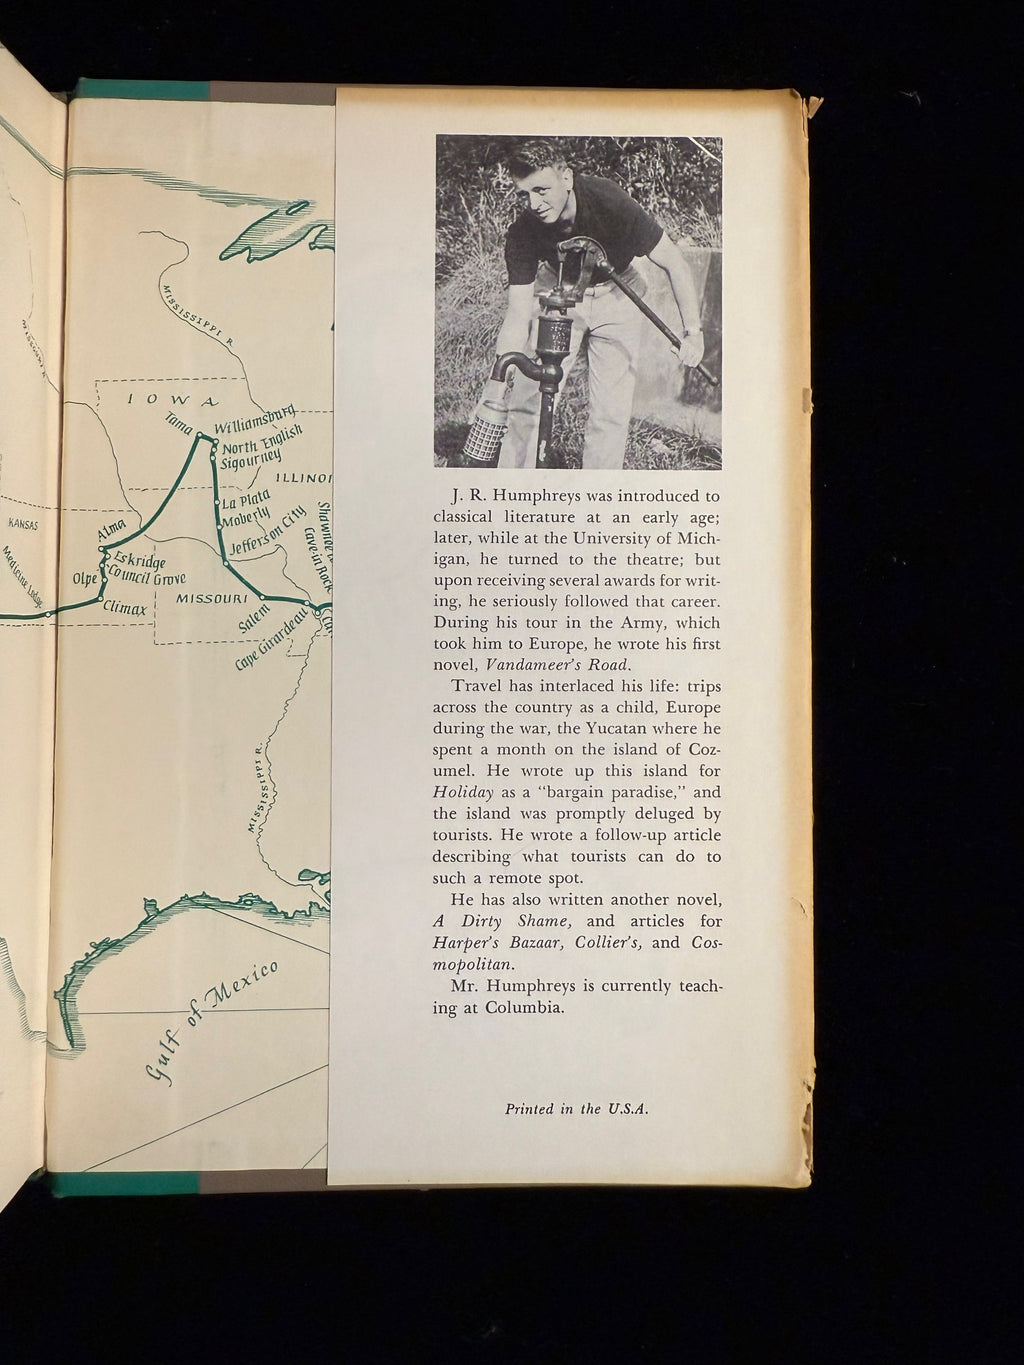 MISSISSIPPI R.
IOWA
Tama
Williamsburg
North English
Sigourney
ILLINOI
La Plata
Moberly
KANSAS
Alma
Jefferson City
Cave-in Rock
Medicine Lodge
Eskridge
Olpe
Council Grove
Climax
MISSOURI
Salem
Cape Girardeau
MISSISSIPPI R.
Gulf of Mexico
J. R. Humphreys was introduced to
classical literature at an early age;
later, while at the University of Mich-
igan, he turned to the theatre; but
upon receiving several awards for writ-
ing, he seriously followed that career.
During his tour in the Army, which
took him to Europe, he wrote his first
novel, Vandameer's Road.
Travel has interlaced his life: trips
across the country as a child, Europe
during the war, the Yucatan where he
spent a month on the island of Coz-
umel. He wrote up this island for
Holiday as a “bargain paradise,” and
the island was promptly deluged by
tourists. He wrote a follow-up article
describing what tourists can do to
such a remote spot.
He has also written another novel,
A Dirty Shame, and articles for
Harper's Bazaar, Collier's, and Cos-
mopolitan.
Mr. Humphreys is currently teach-
ing at Columbia.
Printed in the U.S.A.